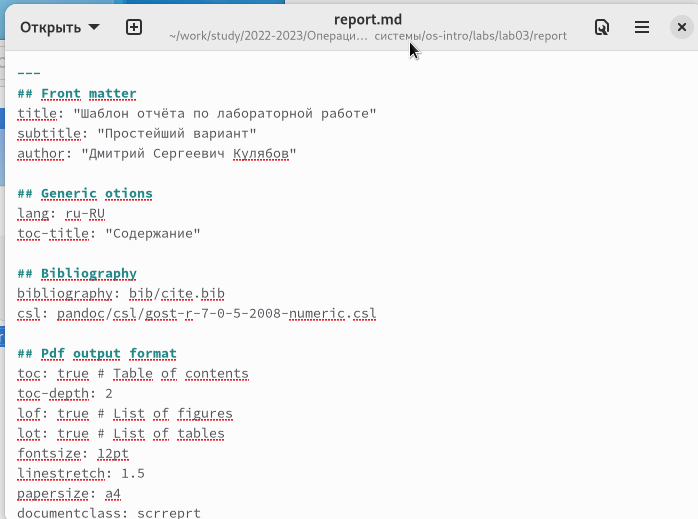 Открыть
report.md
~/work/study/2022-2023/Операци... системы/os-intro/labs/lab03/report
---
## Front matter
title: "Шаблон отчёта по лабораторной работе"
subtitle: "Простейший вариант"
author: "Дмитрий Сергеевич Кулябов"
## Generic otions
lang: ru-RU
toc-title: "Содержание"
## Bibliography
bibliography: bib/cite.bib
csl: pandoc/csl/gost-r-7-0-5-2008-numeric.csl
## Pdf output format
toc: true # Table of contents
toc-depth: 2
lof: true # List of figures
lot: true # List of tables
fontsize: 12pt
linestretch: 1.5
papersize: a4
documentclass: scrreprt